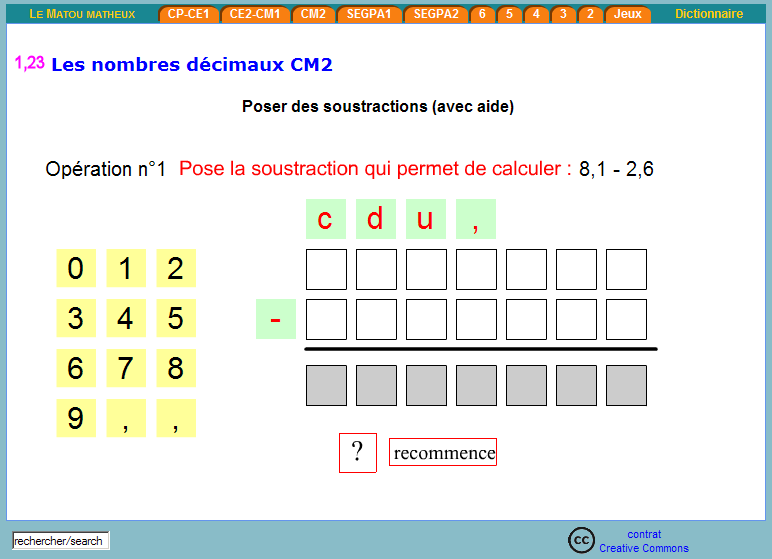 LE MATOU MATHEUX CP-CE1 CE2-CM1 CM2 SEGPA1 SEGPA2 6 5 4 3 2 Jeux Dictionnaire
1,23 Les nombres décimaux CM2
Poser des soustractions (avec aide)
Opération n°1 Pose la soustraction qui permet de calculer : 8,1 - 2,6
c d u ,
0 1 2
3 4 5 -
6 7 8
9 , ,
? recommence
rechercher/search
cc contrat
Creative Commons